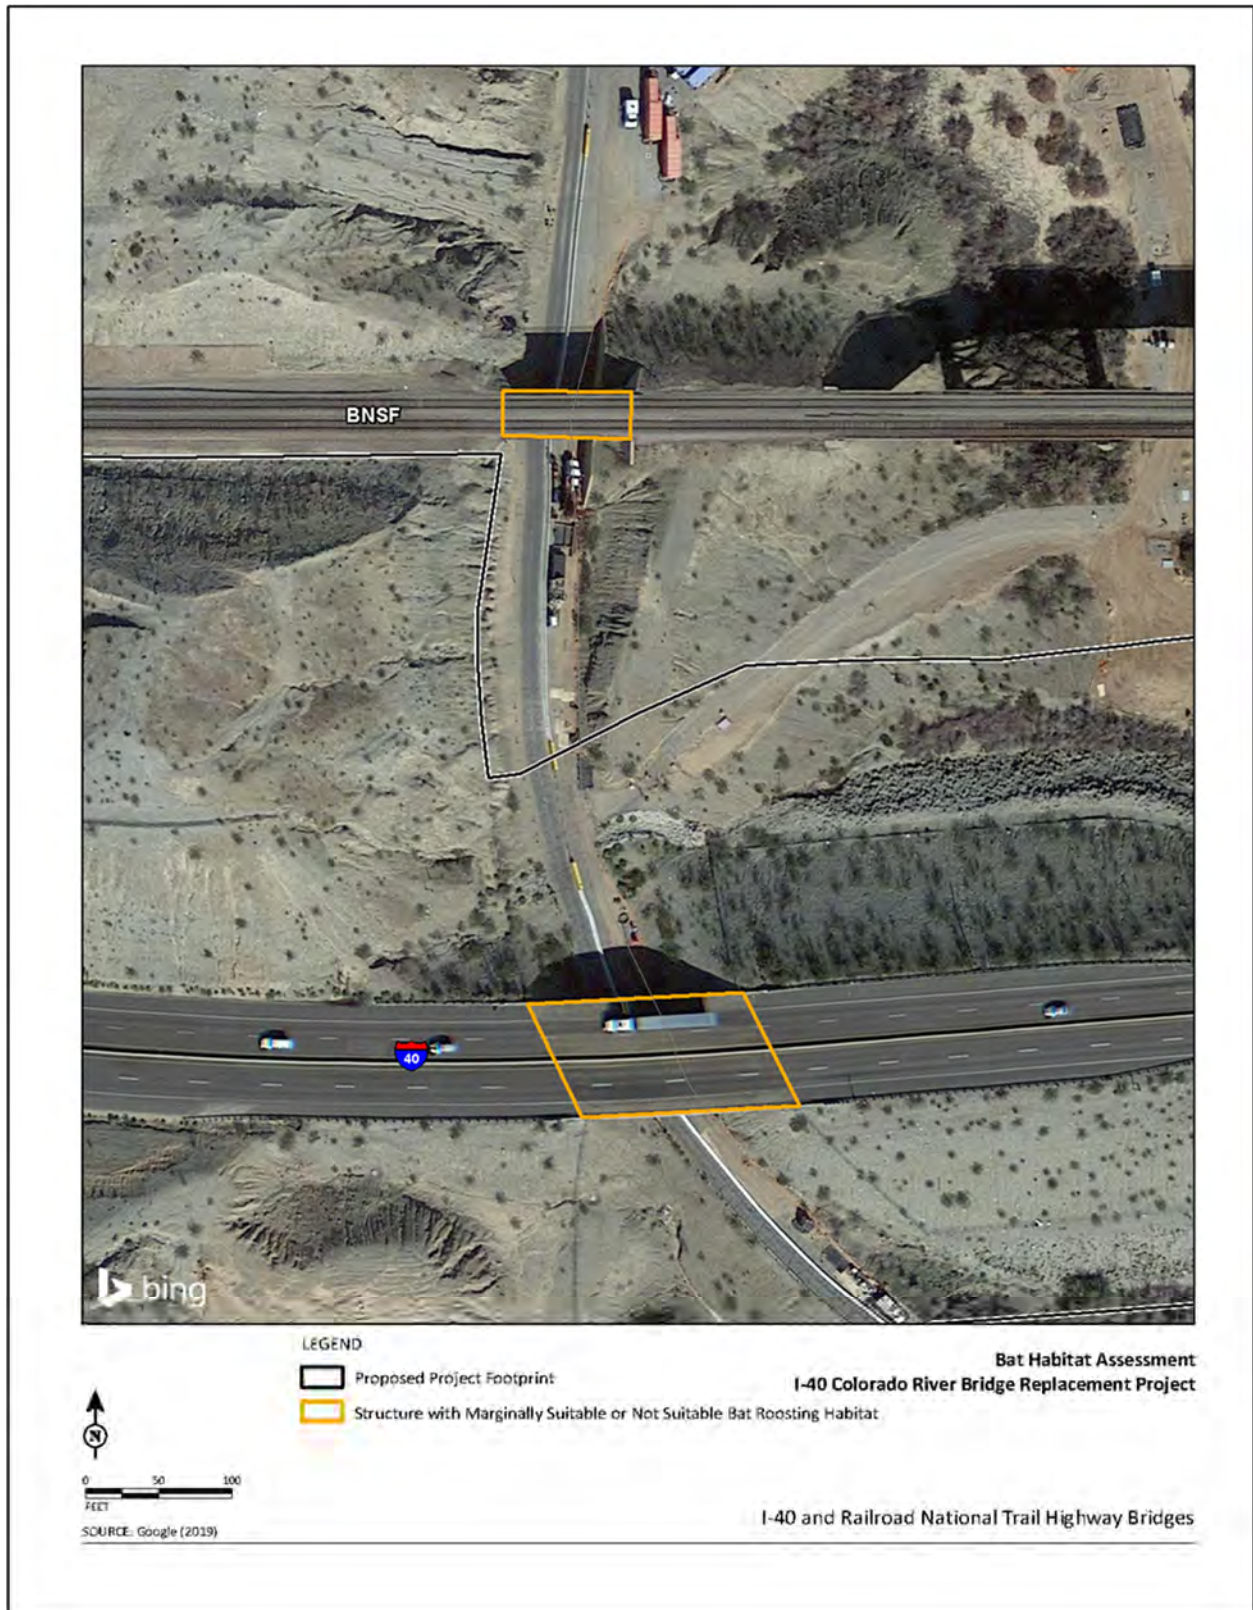 BNSF
40
bing
LEGEND
Proposed Project Footprint
Structure with Marginally Suitable or Not Suitable Bat Roosting Habitat
Bat Habitat Assessment
I-40 Colorado River Bridge Replacement Project
N
0 50 100
FEET
SOURCE: Google (2019)
I-40 and Railroad National Trail Highway Bridges